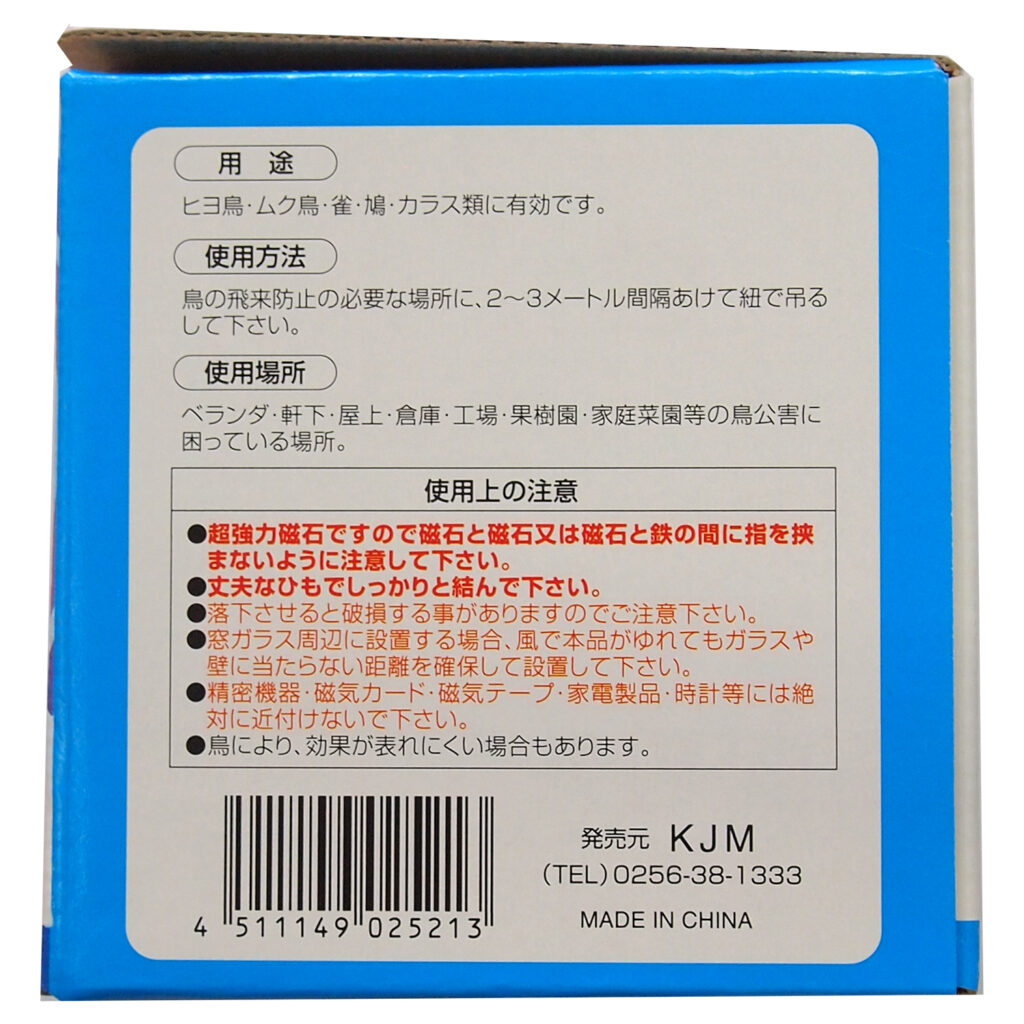 用途
ヒヨ鳥・ムク鳥・雀・鳩・カラス類に有効です。
使用方法
鳥の飛来防止の必要な場所に、2～3メートル間隔あけて紐で吊る
して下さい。
使用場所
ベランダ・軒下・屋上・倉庫・工場・果樹園・家庭菜園等の鳥公害に
困っている場所。
使用上の注意
●超強力磁石ですので磁石と磁石又は磁石と鉄の間に指を挟
まないように注意して下さい。
●丈夫なひもでしっかりと結んで下さい。
●落下させると破損する事がありますのでご注意下さい。
●窓ガラス周辺に設置する場合、風で本品がゆれてもガラスや
壁に当たらない距離を確保して設置して下さい。
●精密機器・磁気カード・磁気テープ・家電製品・時計等には絶
対に近付けないで下さい。
●鳥により、効果が表れにくい場合もあります。
発売元 KJM
(TEL)0256-38-1333
MADE IN CHINA
4 511149 025213